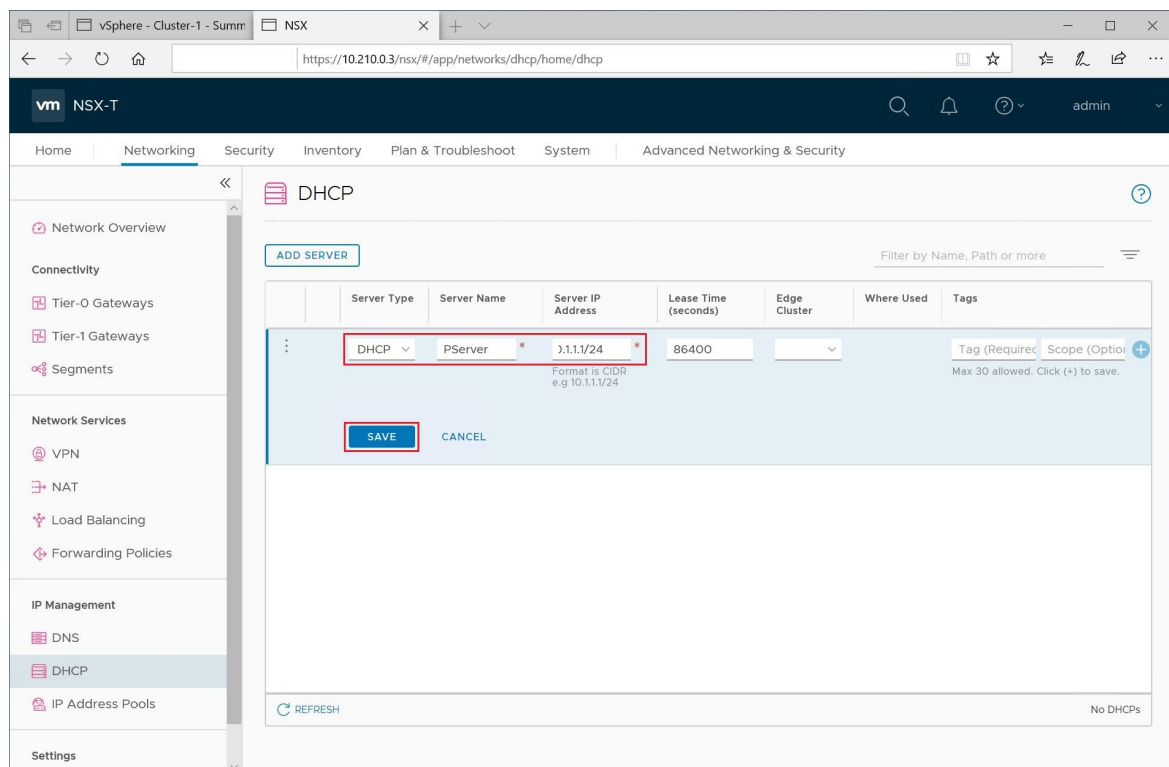 vSphere - Cluster-1 - Summ
NSX
https://10.210.0.3/nsx/#/app/networks/dhcp/home/dhcp
vm NSX-T
admin
Home Networking Security Inventory Plan & Troubleshoot System Advanced Networking & Security
DHCP
Network Overview
Connectivity
Tier-0 Gateways
Tier-1 Gateways
Segments
Network Services
VPN
NAT
Load Balancing
Forwarding Policies
IP Management
DNS
DHCP
IP Address Pools
Settings
ADD SERVER
Filter by Name, Path or more
Server Type Server Name Server IP Address Lease Time (seconds) Edge Cluster Where Used Tags
DHCP PServer * 0.1.1.1/24 * 86400 Tag (Required Scope (Option
Format is CIDR
e.g 10.1.1.1/24
Max 30 allowed. Click (+) to save.
SAVE CANCEL
REFRESH No DHCPs